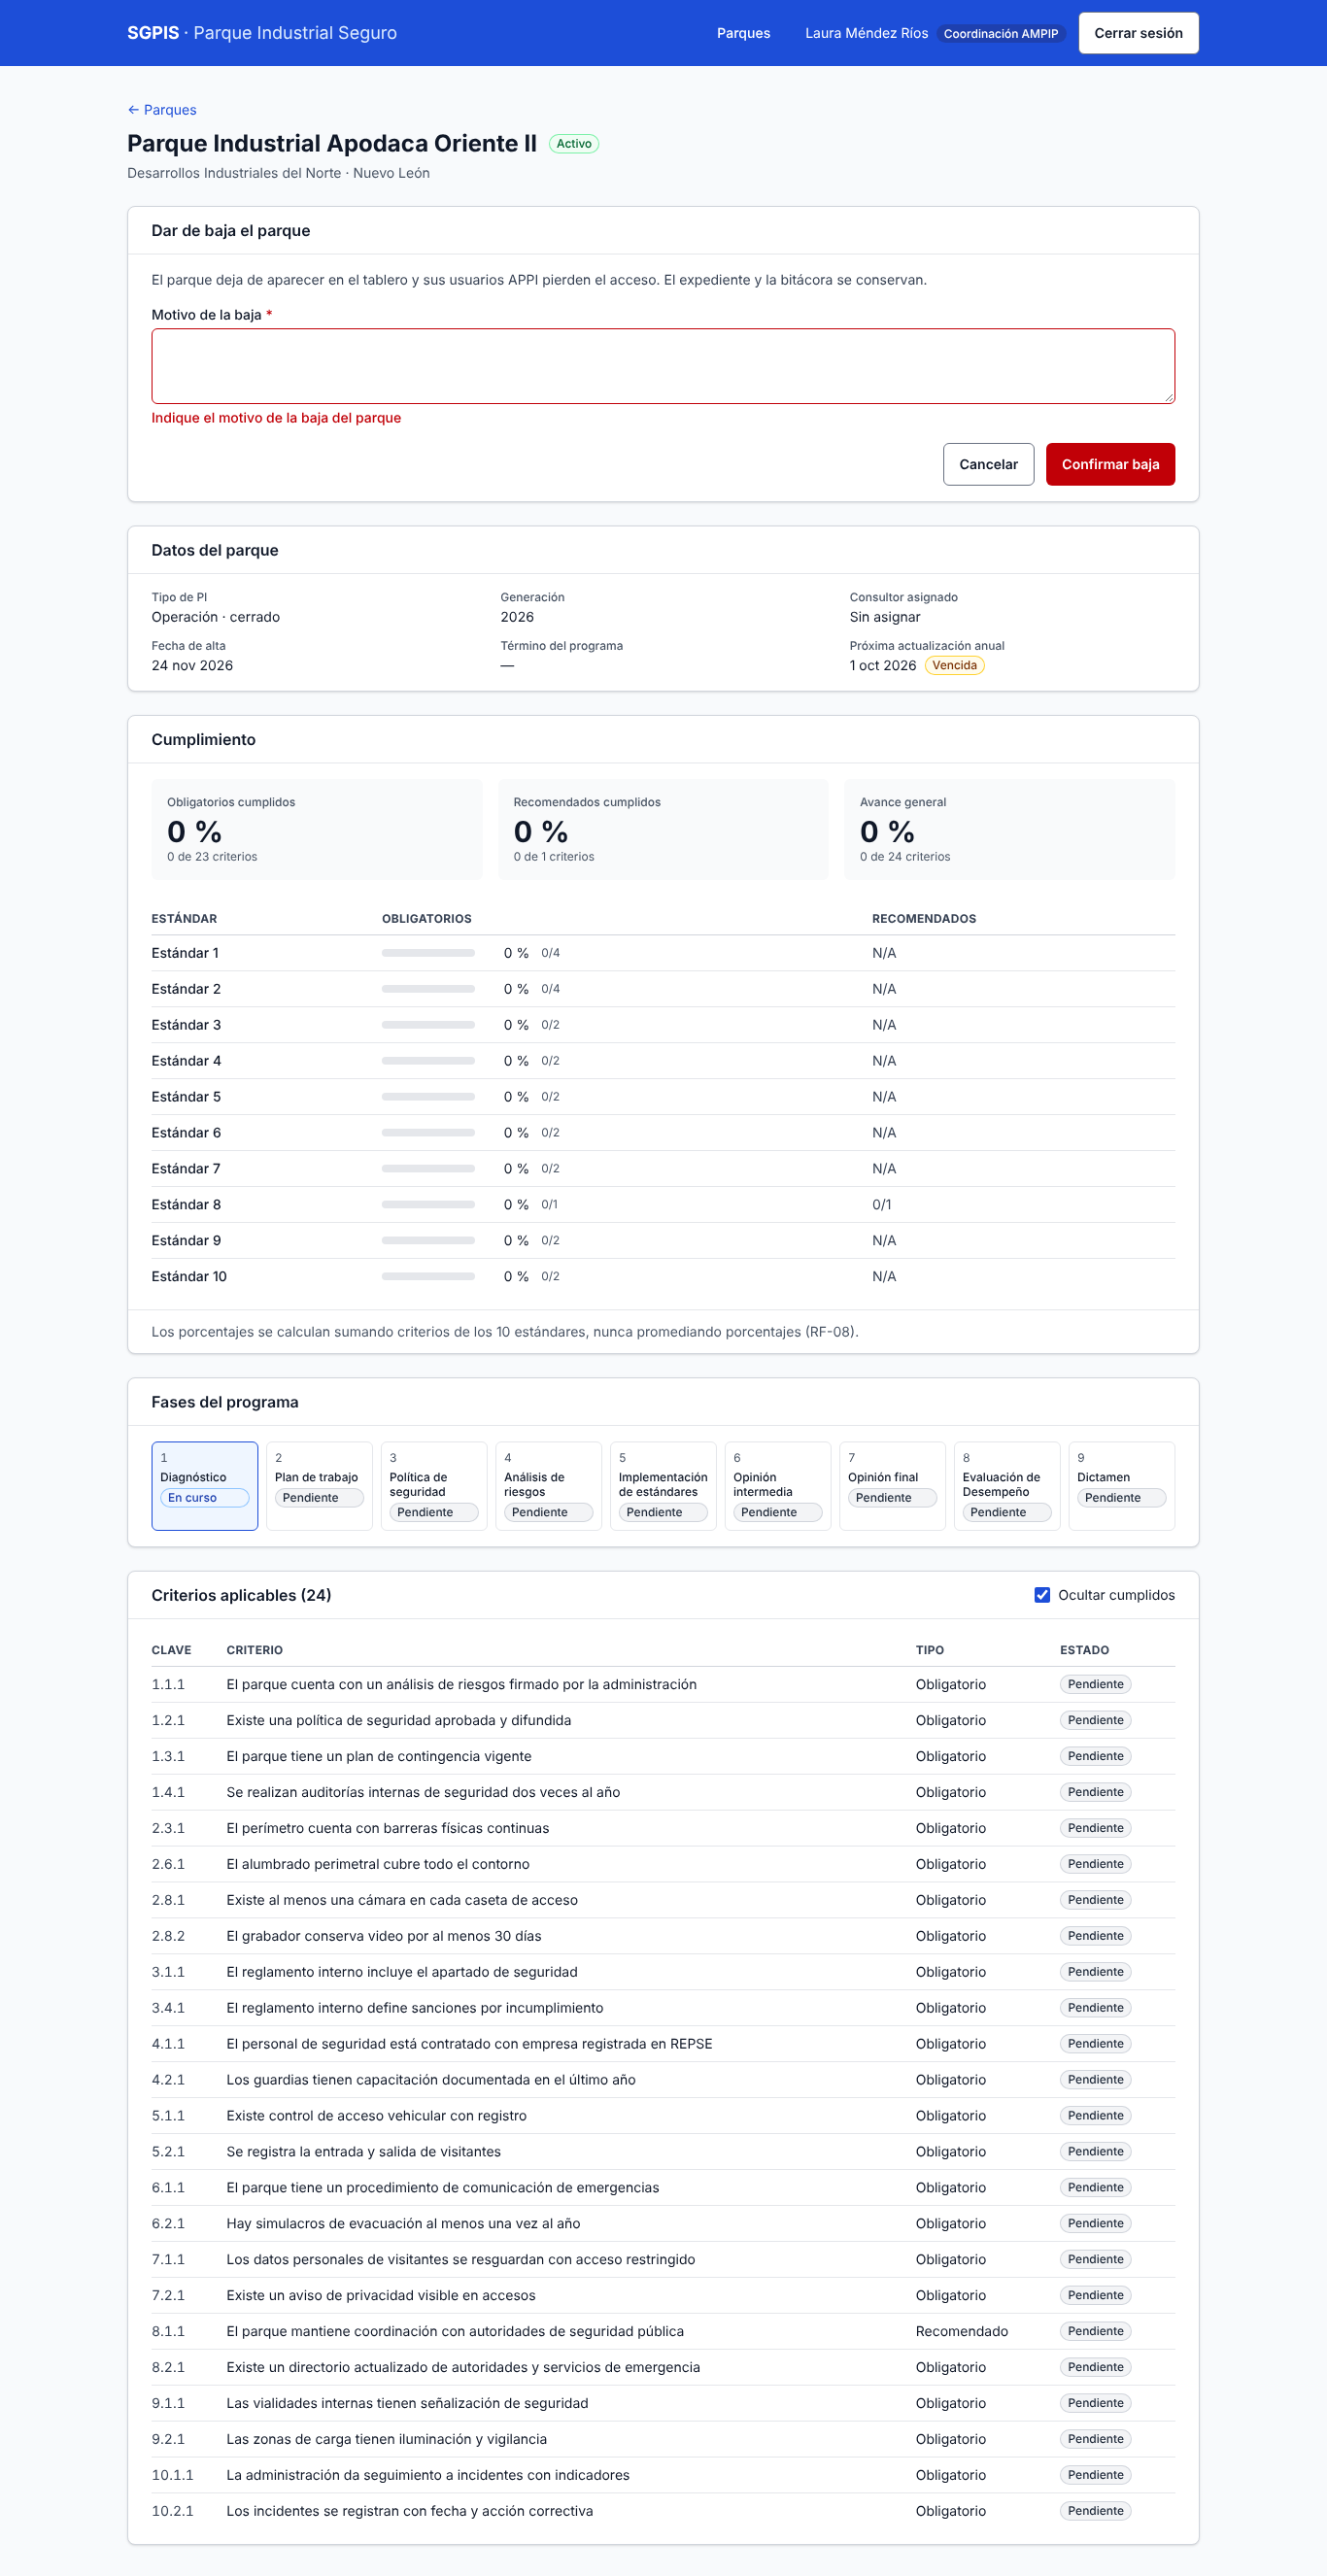 SGPIS · Parque Industrial Seguro
Parques
Laura Méndez Ríos
Coordinación AMPIP
Cerrar sesión
← Parques
Parque Industrial Apodaca Oriente II
Activo
Desarrollos Industriales del Norte · Nuevo León
Dar de baja el parque
El parque deja de aparecer en el tablero y sus usuarios APPI pierden el acceso. El expediente y la bitácora se conservan.
Motivo de la baja *
Indique el motivo de la baja del parque
Cancelar
Confirmar baja
Datos del parque
Tipo de PI
Operación · cerrado
Generación
2026
Consultor asignado
Sin asignar
Fecha de alta
24 nov 2026
Término del programa
—
Próxima actualización anual
1 oct 2026 Vencida
Cumplimiento
Obligatorios cumplidos
0 %
0 de 23 criterios
Recomendados cumplidos
0 %
0 de 1 criterios
Avance general
0 %
0 de 24 criterios
ESTÁNDAR OBLIGATORIOS RECOMENDADOS
Estándar 1 0 % 0/4 N/A
Estándar 2 0 % 0/4 N/A
Estándar 3 0 % 0/2 N/A
Estándar 4 0 % 0/2 N/A
Estándar 5 0 % 0/2 N/A
Estándar 6 0 % 0/2 N/A
Estándar 7 0 % 0/2 N/A
Estándar 8 0 % 0/1 0/1
Estándar 9 0 % 0/2 N/A
Estándar 10 0 % 0/2 N/A
Los porcentajes se calculan sumando criterios de los 10 estándares, nunca promediando porcentajes (RF-08).
Fases del programa
1
Diagnóstico
En curso
2
Plan de trabajo
Pendiente
3
Política de
seguridad
Pendiente
4
Análisis de
riesgos
Pendiente
5
Implementación
de estándares
Pendiente
6
Opinión
intermedia
Pendiente
7
Opinión final
Pendiente
8
Evaluación de
Desempeño
Pendiente
9
Dictamen
Pendiente
Criterios aplicables (24)
Ocultar cumplidos
CLAVE CRITERIO TIPO ESTADO
1.1.1 El parque cuenta con un análisis de riesgos firmado por la administración Obligatorio Pendiente
1.2.1 Existe una política de seguridad aprobada y difundida Obligatorio Pendiente
1.3.1 El parque tiene un plan de contingencia vigente Obligatorio Pendiente
1.4.1 Se realizan auditorías internas de seguridad dos veces al año Obligatorio Pendiente
2.3.1 El perímetro cuenta con barreras físicas continuas Obligatorio Pendiente
2.6.1 El alumbrado perimetral cubre todo el contorno Obligatorio Pendiente
2.8.1 Existe al menos una cámara en cada caseta de acceso Obligatorio Pendiente
2.8.2 El grabador conserva video por al menos 30 días Obligatorio Pendiente
3.1.1 El reglamento interno incluye el apartado de seguridad Obligatorio Pendiente
3.4.1 El reglamento interno define sanciones por incumplimiento Obligatorio Pendiente
4.1.1 El personal de seguridad está contratado con empresa registrada en REPSE Obligatorio Pendiente
4.2.1 Los guardias tienen capacitación documentada en el último año Obligatorio Pendiente
5.1.1 Existe control de acceso vehicular con registro Obligatorio Pendiente
5.2.1 Se registra la entrada y salida de visitantes Obligatorio Pendiente
6.1.1 El parque tiene un procedimiento de comunicación de emergencias Obligatorio Pendiente
6.2.1 Hay simulacros de evacuación al menos una vez al año Obligatorio Pendiente
7.1.1 Los datos personales de visitantes se resguardan con acceso restringido Obligatorio Pendiente
7.2.1 Existe un aviso de privacidad visible en accesos Obligatorio Pendiente
8.1.1 El parque mantiene coordinación con autoridades de seguridad pública Recomendado Pendiente
8.2.1 Existe un directorio actualizado de autoridades y servicios de emergencia Obligatorio Pendiente
9.1.1 Las vialidades internas tienen señalización de seguridad Obligatorio Pendiente
9.2.1 Las zonas de carga tienen iluminación y vigilancia Obligatorio Pendiente
10.1.1 La administración da seguimiento a incidentes con indicadores Obligatorio Pendiente
10.2.1 Los incidentes se registran con fecha y acción correctiva Obligatorio Pendiente